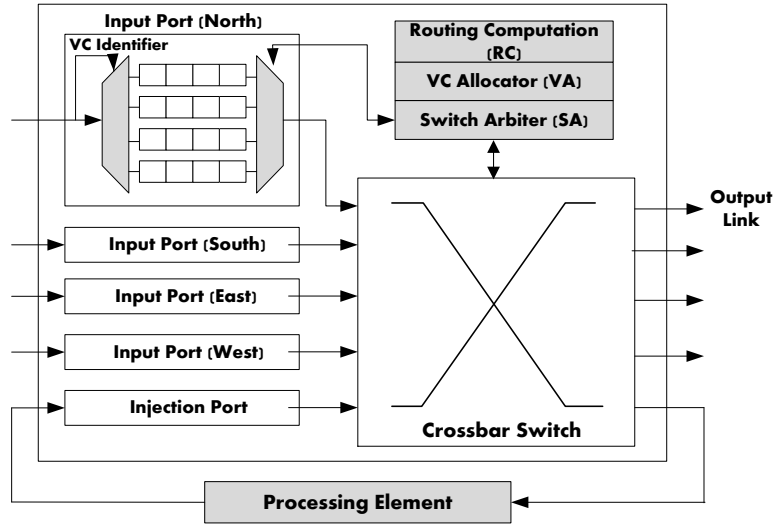 Input Port (North)
VC Identifier
Routing Computation
(RC)
VC Allocator (VA)
Switch Arbiter (SA)
Output
Link
Input Port (South)
Input Port (East)
Input Port (West)
Injection Port
Crossbar Switch
Processing Element